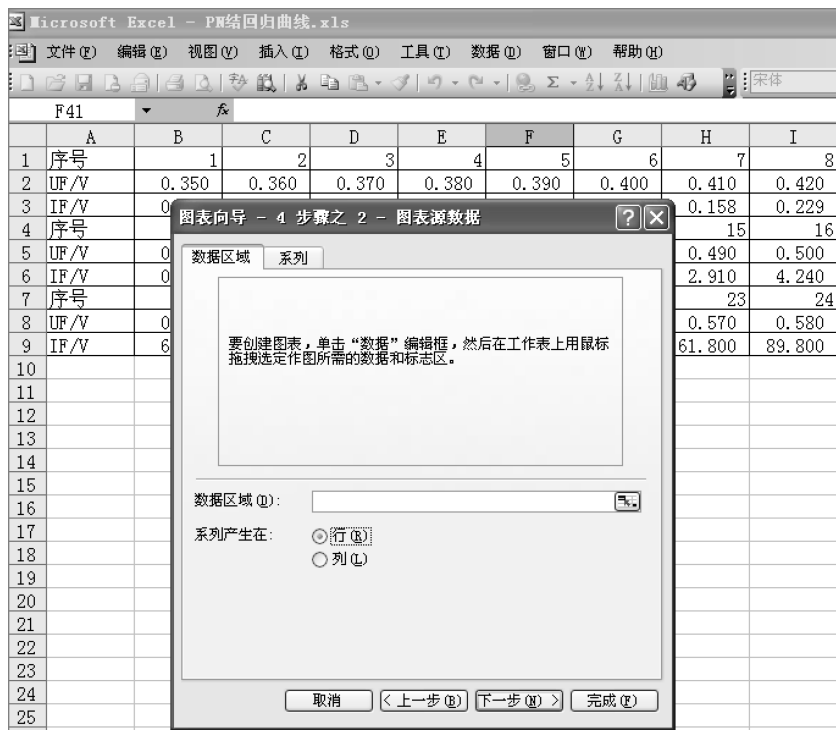 Microsoft Excel - PN结回归曲线.xls
文件(F) 编辑(E) 视图(V) 插入(I) 格式(O) 工具(T) 数据(D) 窗口(W) 帮助(H)
宋体
F41 fx
A B C D E F G H I
1 序号 1 2 3 4 5 6 7 8
2 UF/V 0.350 0.360 0.370 0.380 0.390 0.400 0.410 0.420
3 IF/V 0 0.158 0.229
4 序号 15 16
5 UF/V 0 0.490 0.500
6 IF/V 0 2.910 4.240
7 序号 23 24
8 UF/V 0 0.570 0.580
9 IF/V 6 61.800 89.800
10
11
12
13
14
15
16
17
18
19
20
21
22
23
24
25
图表向导 - 4 步骤之 2 - 图表源数据
数据区域 系列
要创建图表，单击“数据”编辑框，然后在工作表上用鼠标
拖拽选定作图所需的数据和标志区。
数据区域(D):
系列产生在: 行(R)
列(L)
取消 < 上一步(B) 下一步(N) > 完成(F)